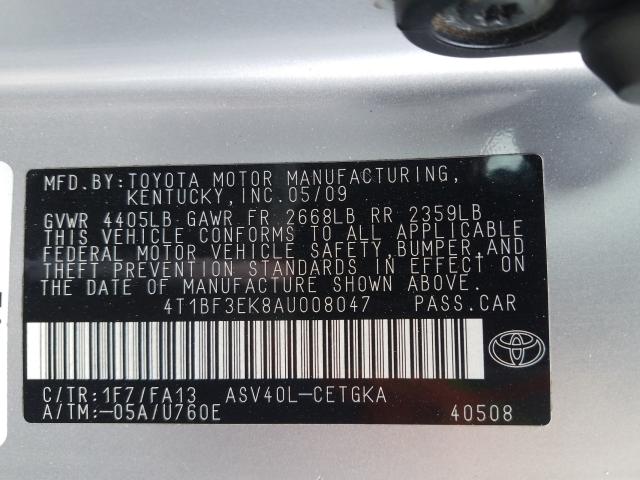 MFD.BY:TOYOTA MOTOR MANUFACTURING,
KENTUCKY, INC.05/09
GVWR 4405LB GAWR FR 2668LB RR 2359LB
THIS VEHICLE CONFORMS TO ALL APPLICABLE
FEDERAL MOTOR VEHICLE SAFETY,BUMPER,AND
THEFT PREVENTION STANDARDS IN EFFECT ON
THE DATE OF MANUFACTURE SHOWN ABOVE.
4T1BF3EK8AU008047 PASS.CAR
C/TR:1F7/FA13 ASV40L-CETGKA
A/TM:-05A/U760E 40508